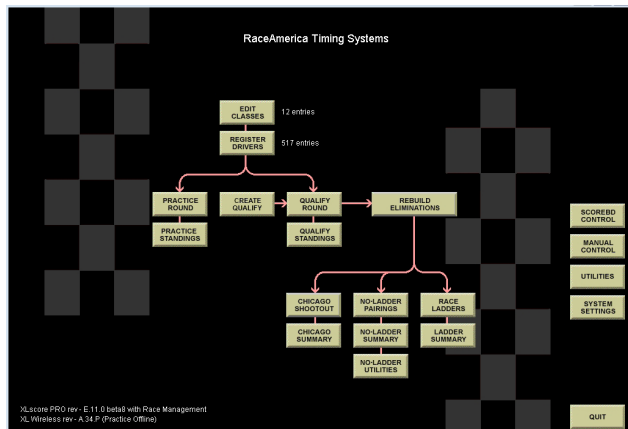 RaceAmerica Timing Systems
EDIT
CLASSES
12 entries
REGISTER
DRIVERS
517 entries
PRACTICE
ROUND
CREATE
QUALIFY
QUALIFY
ROUND
REBUILD
ELIMINATIONS
PRACTICE
STANDINGS
QUALIFY
STANDINGS
SCOREBD
CONTROL
MANUAL
CONTROL
UTILITIES
SYSTEM
SETTINGS
CHICAGO
SHOOTOUT
NO-LADDER
PAIRINGS
RACE
LADDERS
CHICAGO
SUMMARY
NO-LADDER
SUMMARY
LADDER
SUMMARY
NO-LADDER
UTILITIES
XLscore PRO rev - E.11.0 beta8 with Race Management
XL Wireless rev - A.34.P (Practice Offline)
QUIT